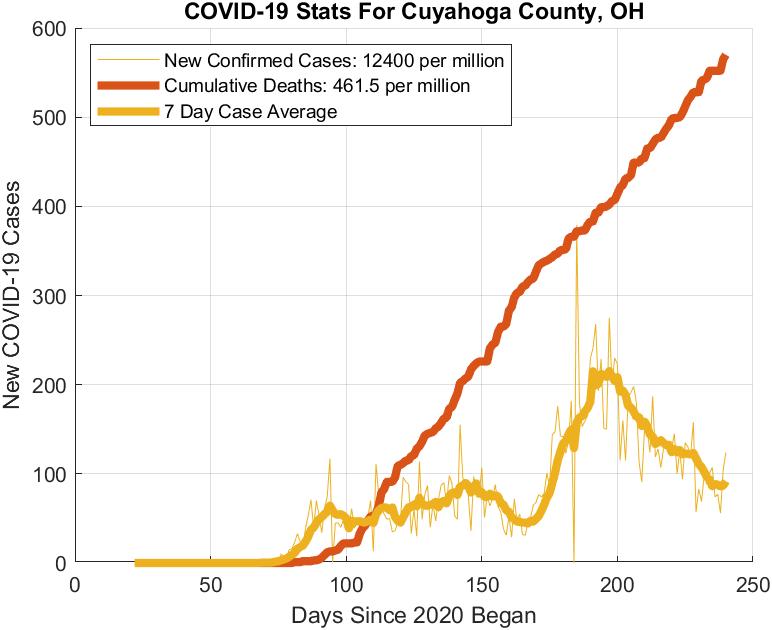 COVID-19 Stats For Cuyahoga County, OH
600
New Confirmed Cases: 12400 per million
Cumulative Deaths: 461.5 per million
7 Day Case Average
500
400
300
200
100
0
New COVID-19 Cases
0 50 100 150 200 250
Days Since 2020 Began